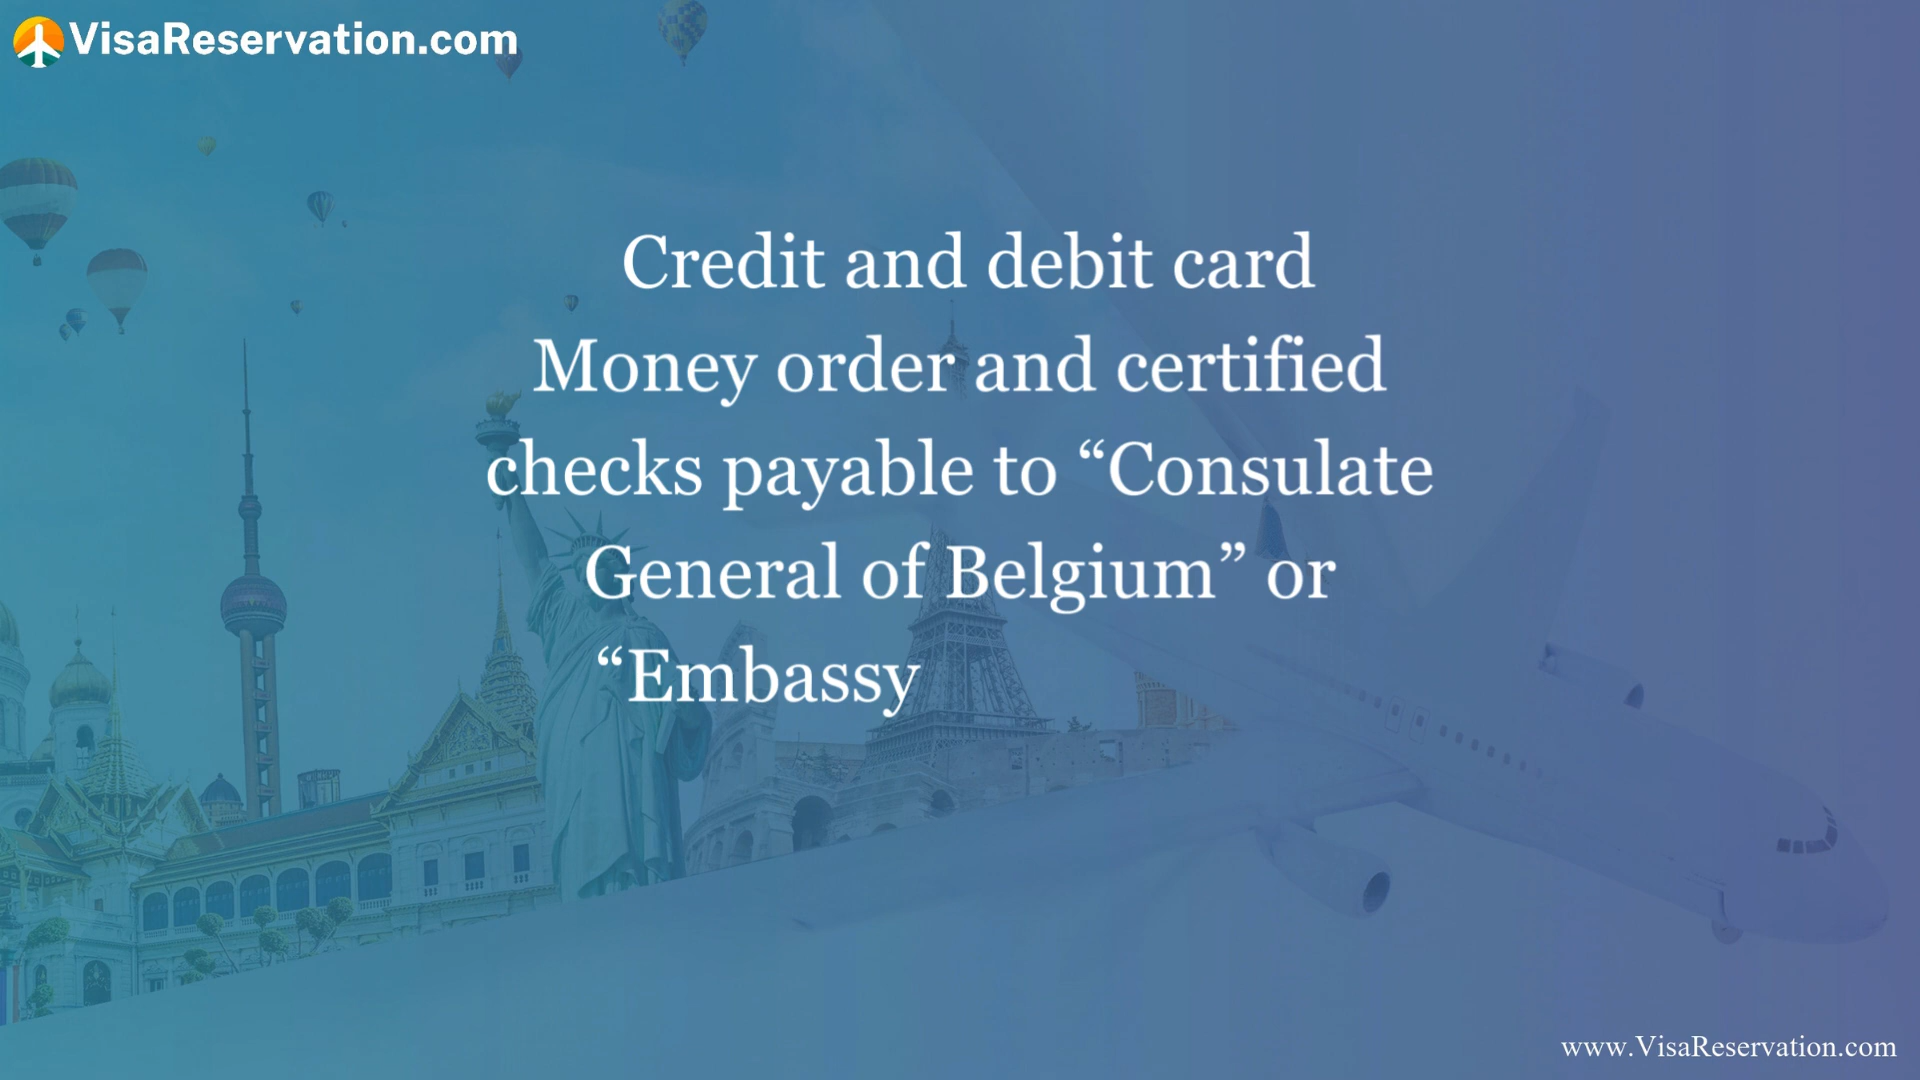 VisaReservation.com
Credit and debit card
Money order and certified
checks payable to “Consulate
General of Belgium” or
“Embassy
www.VisaReservation.com